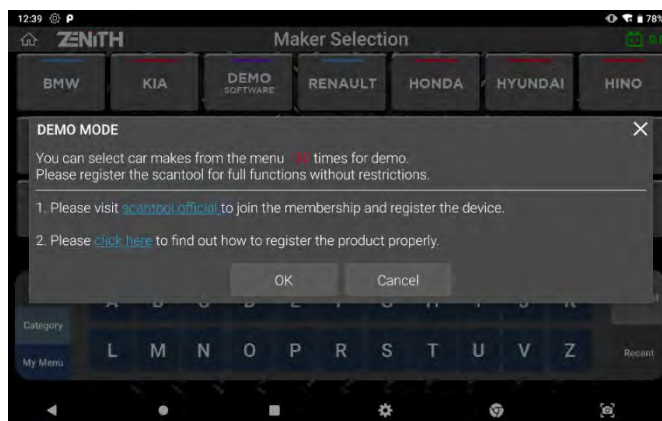 12:39 P 78%
ZENITH Maker Selection
BMW KIA DEMO SOFTWARE RENAULT HONDA HYUNDAI HINO
DEMO MODE
You can select car makes from the menu times for demo.
Please register the scantool for full functions without restrictions.
1. Please visit scantool official to join the membership and register the device.
2. Please click here to find out how to register the product properly.
OK Cancel
Category
L M N O P R S T U V Z
My Menu Recent